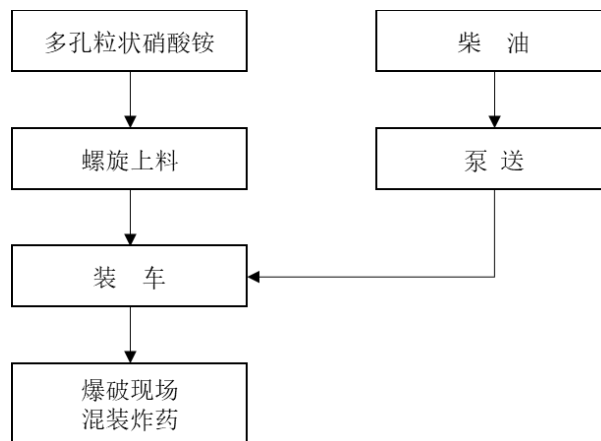 多孔粒状硝酸铵
柴 油
螺旋上料
泵 送
装 车
爆破现场
混装炸药